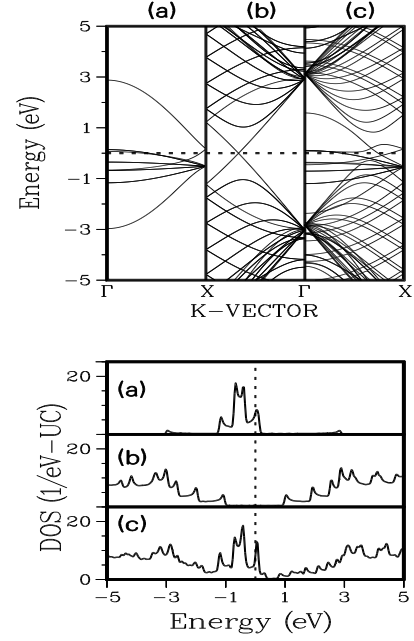 (a) (b) (c)
5
3
1
−1
−3
−5
Energy (eV)
Γ X Γ X
K−VECTOR
20
(a)
20
(b)
20
(c)
0
DOS (1/eV−UC)
−5 −3 −1 1 3 5
Energy (eV)